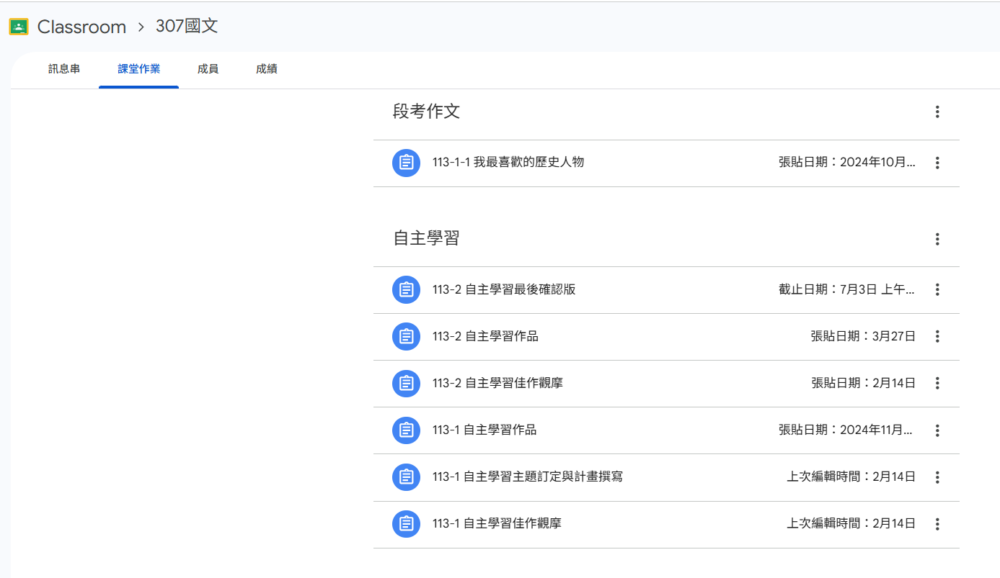 Classroom > 307國文
訊息串 課堂作業 成員 成績
段考作文
113-1-1 我最喜歡的歷史人物 張貼日期：2024年10月...
自主學習
113-2 自主學習最後確認版 截止日期：7月3日 上午...
113-2 自主學習作品 張貼日期：3月27日
113-2 自主學習佳作觀摩 張貼日期：2月14日
113-1 自主學習作品 張貼日期：2024年11月...
113-1 自主學習主題訂定與計畫撰寫 上次編輯時間：2月14日
113-1 自主學習佳作觀摩 上次編輯時間：2月14日